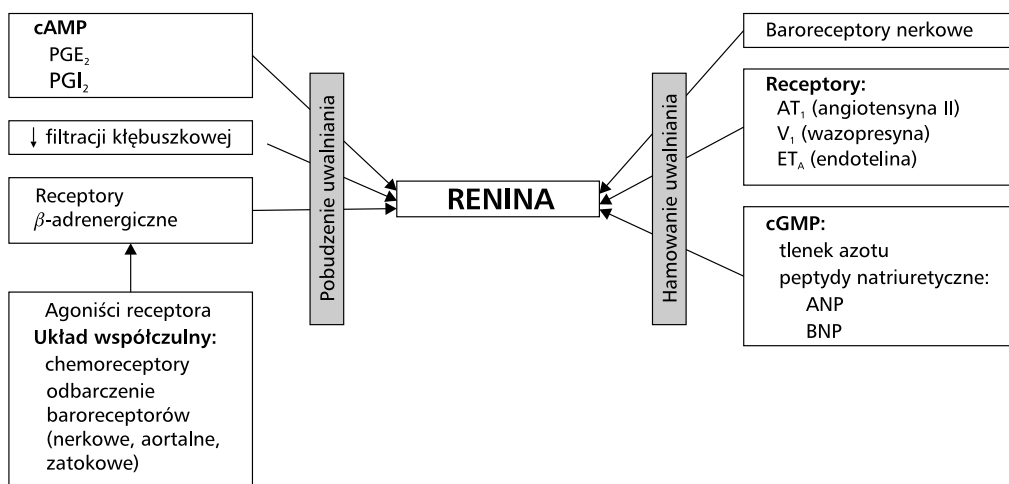 cAMP
PGE₂
PGI₂
↓ filtracji kłębuszkowej
Receptory
β-adrenergiczne
Agoniści receptora
Układ współczulny:
chemoreceptory
odbarczenie
baroreceptorów
(nerkowe, aortalne,
zatokowe)
Pobudzenie uwalniania
RENINA
Hamowanie uwalniania
Baroreceptory nerkowe
Receptory:
AT₁ (angiotensyna II)
V₁ (wazopresyna)
ET_A (endotelina)
cGMP:
tlenek azotu
peptydy natriuretyczne:
ANP
BNP